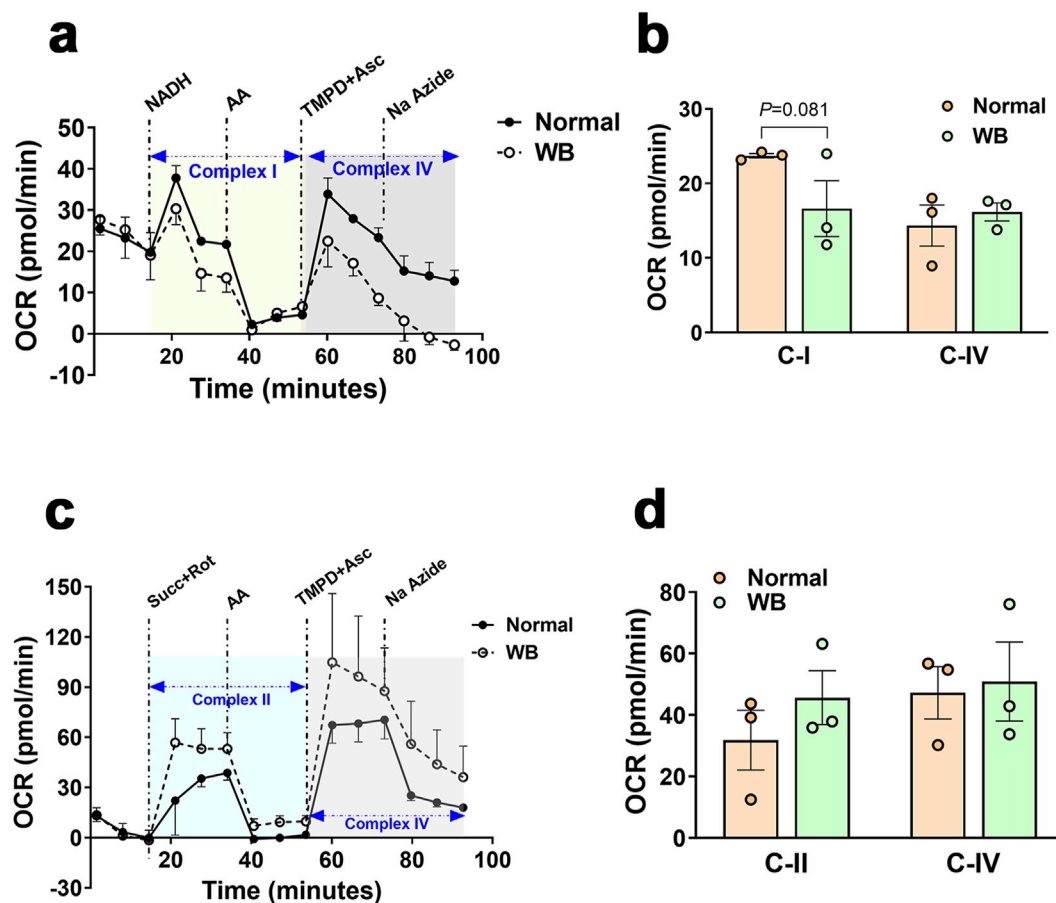 a
NADH
AA
TMPD+Asc
Na Azide
50
40
30
20
10
0
-10
OCR (pmol/min)
Complex I
Complex IV
Normal
WB
20
40
60
80
100
Time (minutes)
b
P=0.081
Normal
WB
30
20
10
0
OCR (pmol/min)
C-I
C-IV
c
Succ+Rot
AA
TMPD+Asc
Na Azide
150
120
90
60
30
0
-30
OCR (pmol/min)
Complex II
Complex IV
Normal
WB
20
40
60
80
100
Time (minutes)
d
Normal
WB
80
60
40
20
0
OCR (pmol/min)
C-II
C-IV